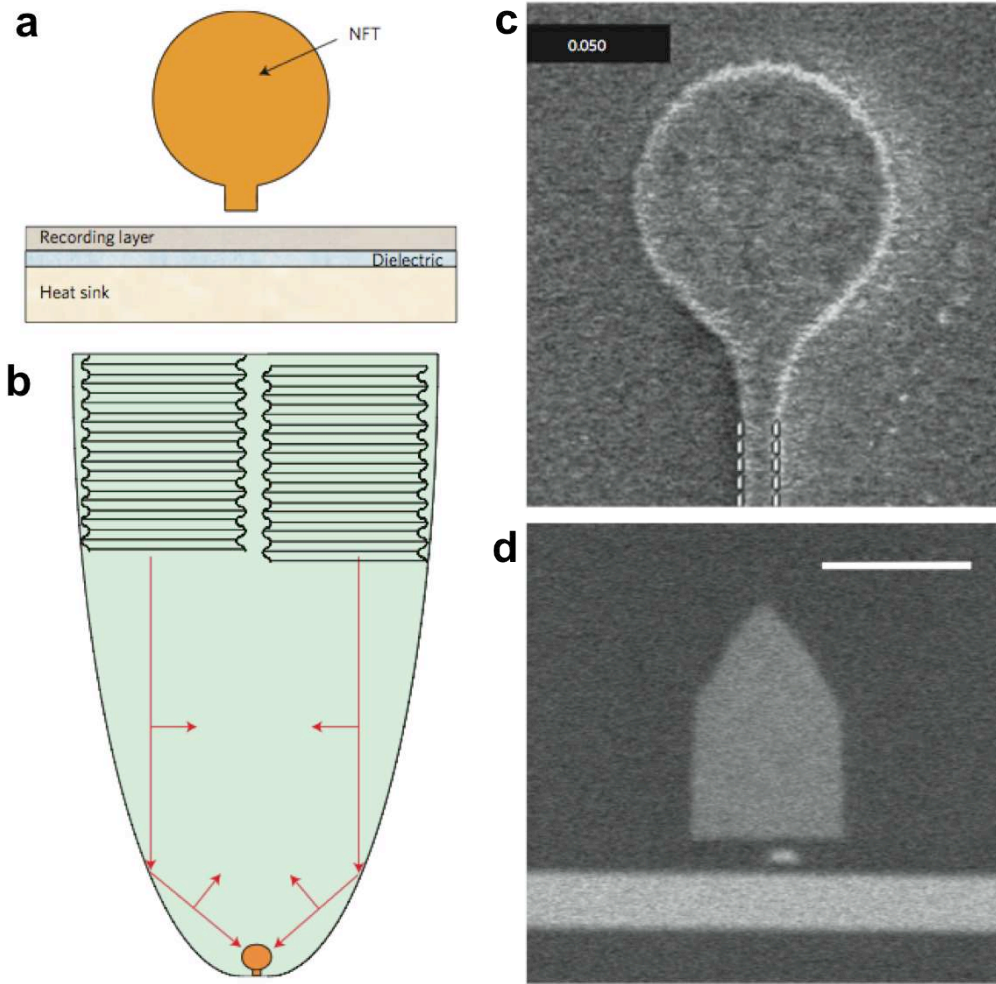 a
NFT
Recording layer
Dielectric
Heat sink
b
c
0.050
d